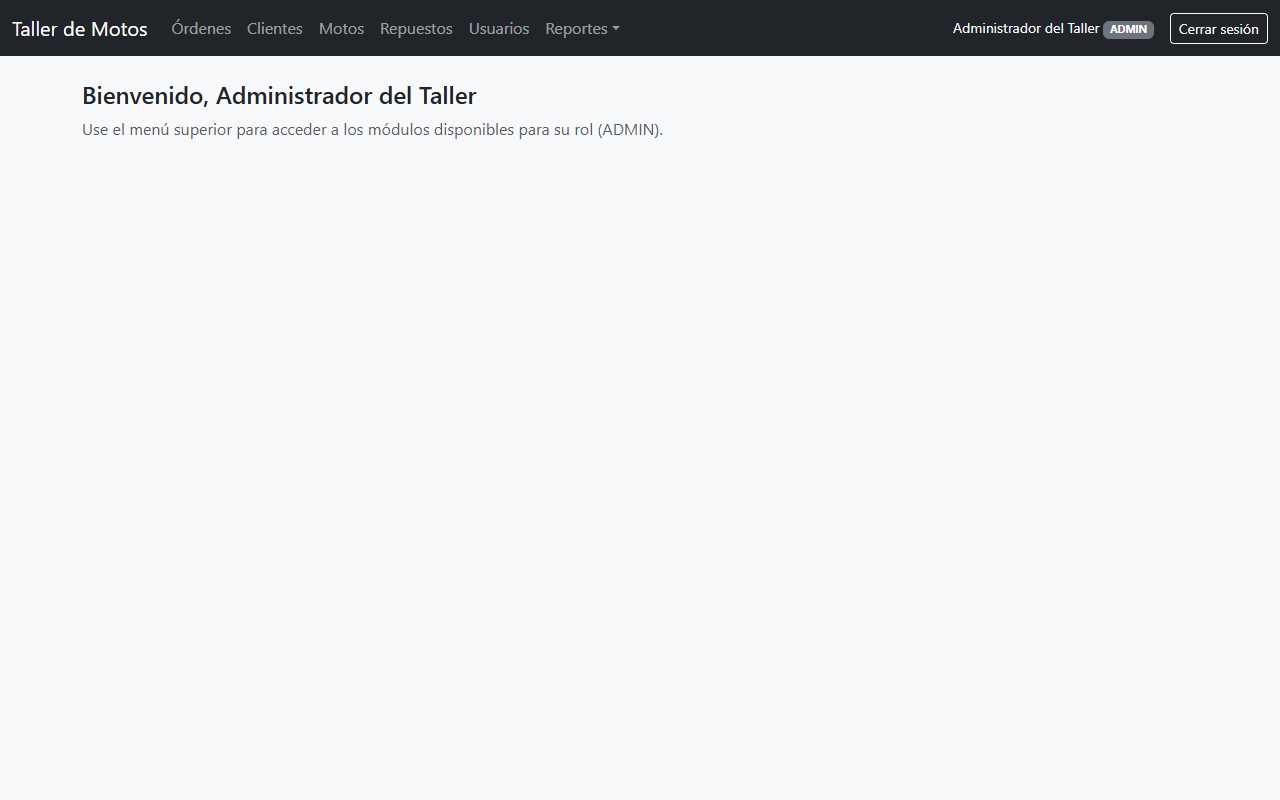 Taller de Motos Órdenes Clientes Motos Repuestos Usuarios Reportes Administrador del Taller ADMIN Cerrar sesión
Bienvenido, Administrador del Taller
Use el menú superior para acceder a los módulos disponibles para su rol (ADMIN).